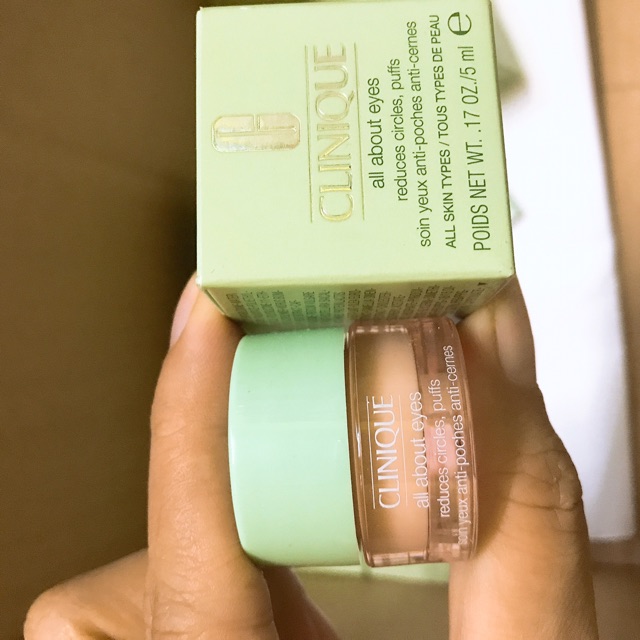 CLINIQUE
all about eyes
reduces circles, puffs
soin yeux anti-poches anti-cernes
ALL SKIN TYPES / TOUS TYPES DE PEAU
POIDS NET WT. .17 OZ./5 ml ℮
CLINIQUE
all about eyes
reduces circles, puffs
soin yeux anti-poches anti-cernes